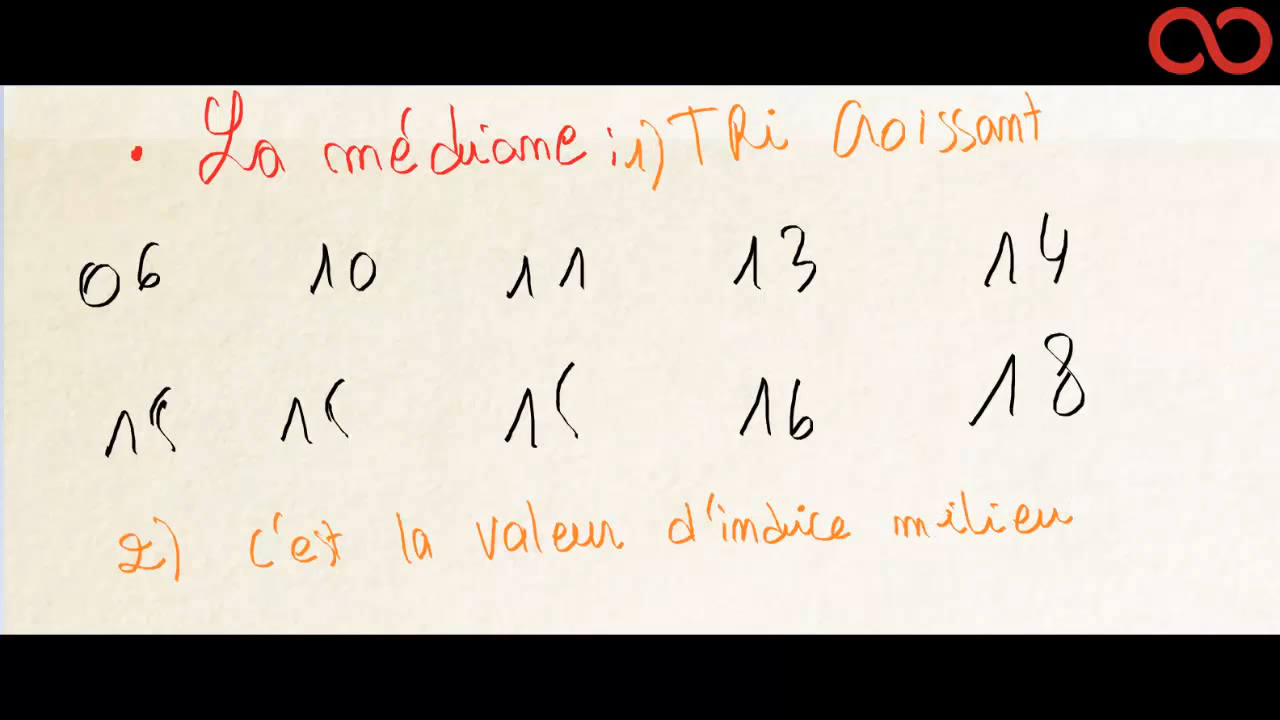 • La médiane : 1) TRi croissant
06 10 11 13 14
15 15 15 16 18
2) c'est la valeur d'indice milieu